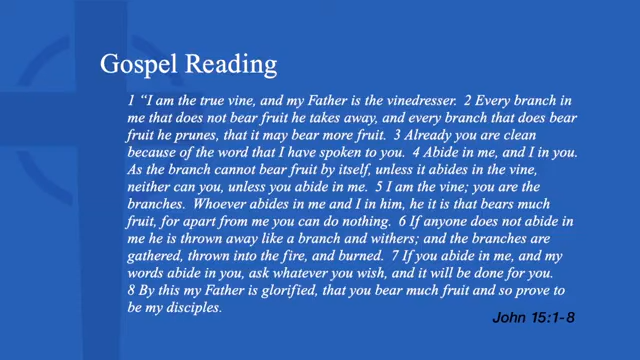 Gospel Reading
1 “I am the true vine, and my Father is the vinedresser.  2 Every branch in
me that does not bear fruit he takes away, and every branch that does bear
fruit he prunes, that it may bear more fruit.  3 Already you are clean
because of the word that I have spoken to you.  4 Abide in me, and I in you.
As the branch cannot bear fruit by itself, unless it abides in the vine,
neither can you, unless you abide in me.  5 I am the vine; you are the
branches.  Whoever abides in me and I in him, he it is that bears much
fruit, for apart from me you can do nothing.  6 If anyone does not abide in
me he is thrown away like a branch and withers; and the branches are
gathered, thrown into the fire, and burned.  7 If you abide in me, and my
words abide in you, ask whatever you wish, and it will be done for you.
8 By this my Father is glorified, that you bear much fruit and so prove to
be my disciples.
John 15:1-8